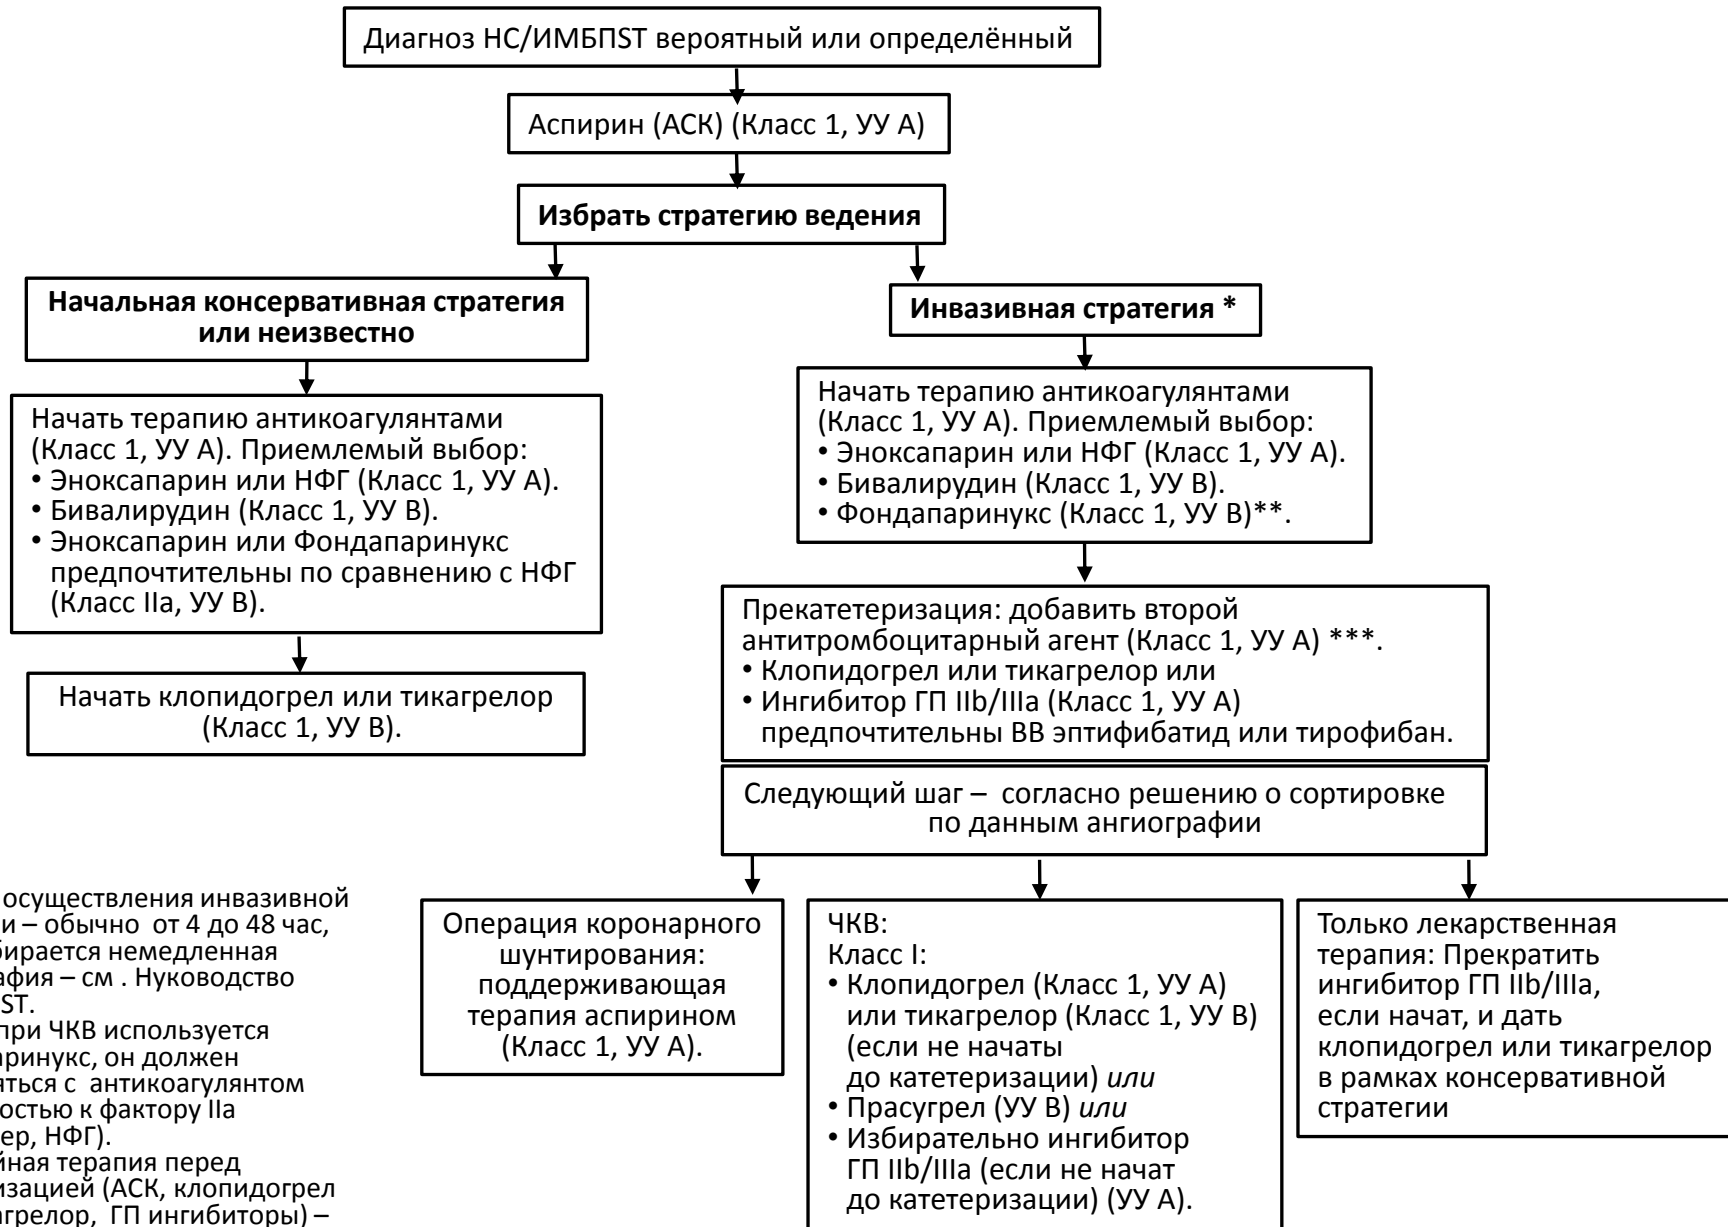 Диагноз НС/ИМБПST вероятный или определённый
Аспирин (АСК) (Класс 1, УУ А)
Избрать стратегию ведения
Начальная консервативная стратегия
или неизвестно
Начать терапию антикоагулянтами
(Класс 1, УУ А). Приемлемый выбор:
• Эноксапарин или НФГ (Класс 1, УУ А).
• Бивалирудин (Класс 1, УУ В).
• Эноксапарин или Фондапаринукс
предпочтительны по сравнению с НФГ
(Класс IIa, УУ В).
Начать клопидогрел или тикагрелор
(Класс 1, УУ В).
Инвазивная стратегия *
Начать терапию антикоагулянтами
(Класс 1, УУ А). Приемлемый выбор:
• Эноксапарин или НФГ (Класс 1, УУ А).
• Бивалирудин (Класс 1, УУ В).
• Фондапаринукс (Класс 1, УУ В)**.
Прекатетеризация: добавить второй
антитромбоцитарный агент (Класс 1, УУ А) ***.
• Клопидогрел или тикагрелор или
• Ингибитор ГП IIb/IIIa (Класс 1, УУ А)
предпочтительны ВВ эптифибатид или тирофибан.
Следующий шаг – согласно решению о сортировке
по данным ангиографии
Операция коронарного
шунтирования:
поддерживающая
терапия аспирином
(Класс 1, УУ А).
ЧКВ:
Класс I:
• Клопидогрел (Класс 1, УУ А)
или тикагрелор (Класс 1, УУ В)
(если не начаты
до катетеризации) или
• Прасугрел (УУ В) или
• Избирательно ингибитор
ГП IIb/IIIa (если не начат
до катетеризации) (УУ А).
Только лекарственная
терапия: Прекратить
ингибитор ГП IIb/IIIa,
если начат, и дать
клопидогрел или тикагрелор
в рамках консервативной
стратегии
осуществления инвазивной
и – обычно от 4 до 48 час,
бирается немедленная
афия – см . Нуководство
ST.
при ЧКВ используется
аринукс, он должен
яться с антикоагулянтом
остью к фактору IIa
ер, НФГ).
йная терапия перед
изацией (АСК, клопидогрел
агрелор, ГП ингибиторы) –